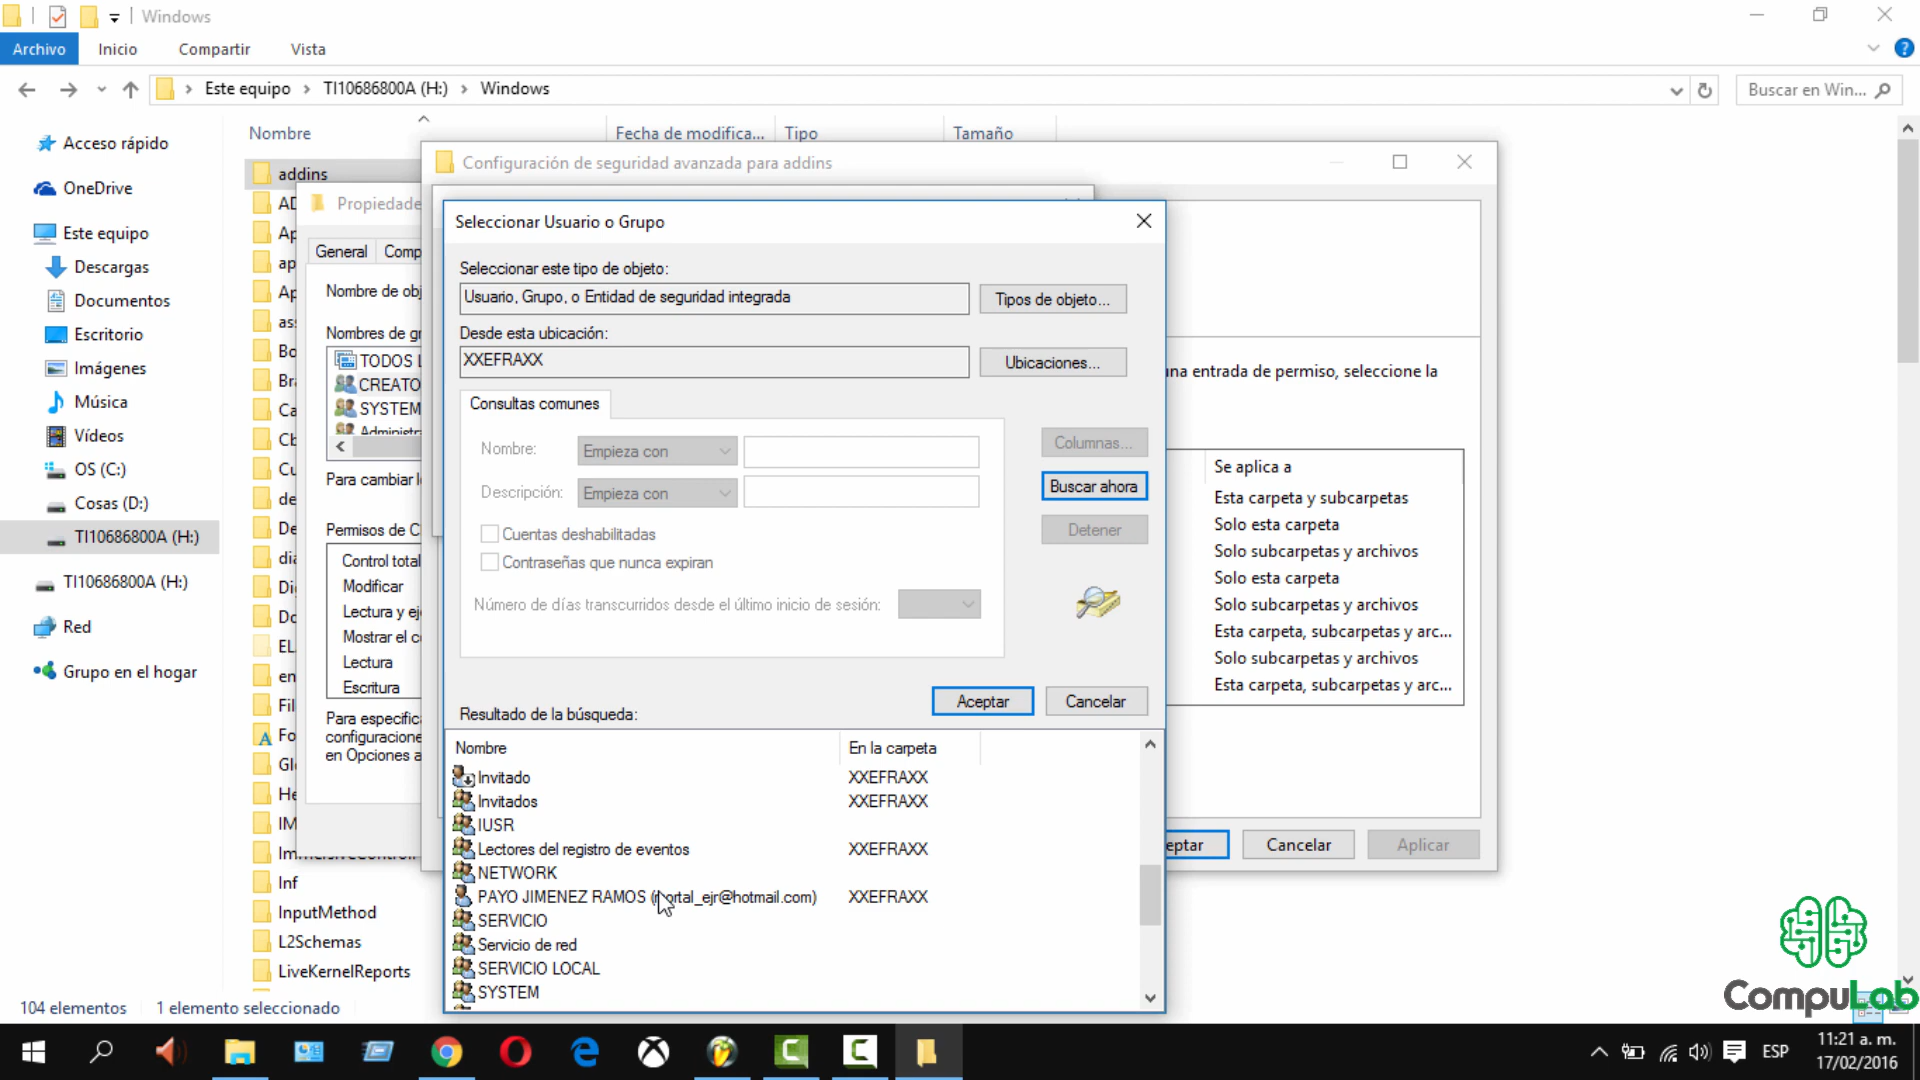 Windows
Archivo Inicio Compartir Vista
Este equipo TI10686800A (H:) Windows
Buscar en Win...
Nombre Fecha de modifica... Tipo Tamaño
Acceso rápido
OneDrive
Este equipo
Descargas
Documentos
Escritorio
Imágenes
Música
Vídeos
OS (C:)
Cosas (D:)
TI10686800A (H:)
TI10686800A (H:)
Red
Grupo en el hogar
addins
Inf
InputMethod
L2Schemas
LiveKernelReports
104 elementos 1 elemento seleccionado
Propiedade
General Comp
Nombre de obj
Nombres de gr
TODOS L
CREATO
SYSTEM
Administr
Para cambiar l
Permisos de C
Control total
Modificar
Lectura y eje
Mostrar el c
Lectura
Escritura
Para especific
configuracione
en Opciones a
Configuración de seguridad avanzada para addins
na entrada de permiso, seleccione la
Se aplica a
Esta carpeta y subcarpetas
Solo esta carpeta
Solo subcarpetas y archivos
Solo esta carpeta
Solo subcarpetas y archivos
Esta carpeta, subcarpetas y arc...
Solo subcarpetas y archivos
Esta carpeta, subcarpetas y arc...
eptar Cancelar Aplicar
Seleccionar Usuario o Grupo
Seleccionar este tipo de objeto:
Usuario, Grupo, o Entidad de seguridad integrada Tipos de objeto...
Desde esta ubicación:
XXEFRAXX Ubicaciones...
Consultas comunes
Nombre: Empieza con
Descripción: Empieza con
Cuentas deshabilitadas
Contraseñas que nunca expiran
Número de días transcurridos desde el último inicio de sesión:
Columnas...
Buscar ahora
Detener
Aceptar Cancelar
Resultado de la búsqueda:
Nombre En la carpeta
Invitado XXEFRAXX
Invitados XXEFRAXX
IUSR
Lectores del registro de eventos XXEFRAXX
NETWORK
PAYO JIMENEZ RAMOS XXEFRAXX
SERVICIO
Servicio de red
SERVICIO LOCAL
SYSTEM
CompuLab
ESP
11:21 a. m.
17/02/2016